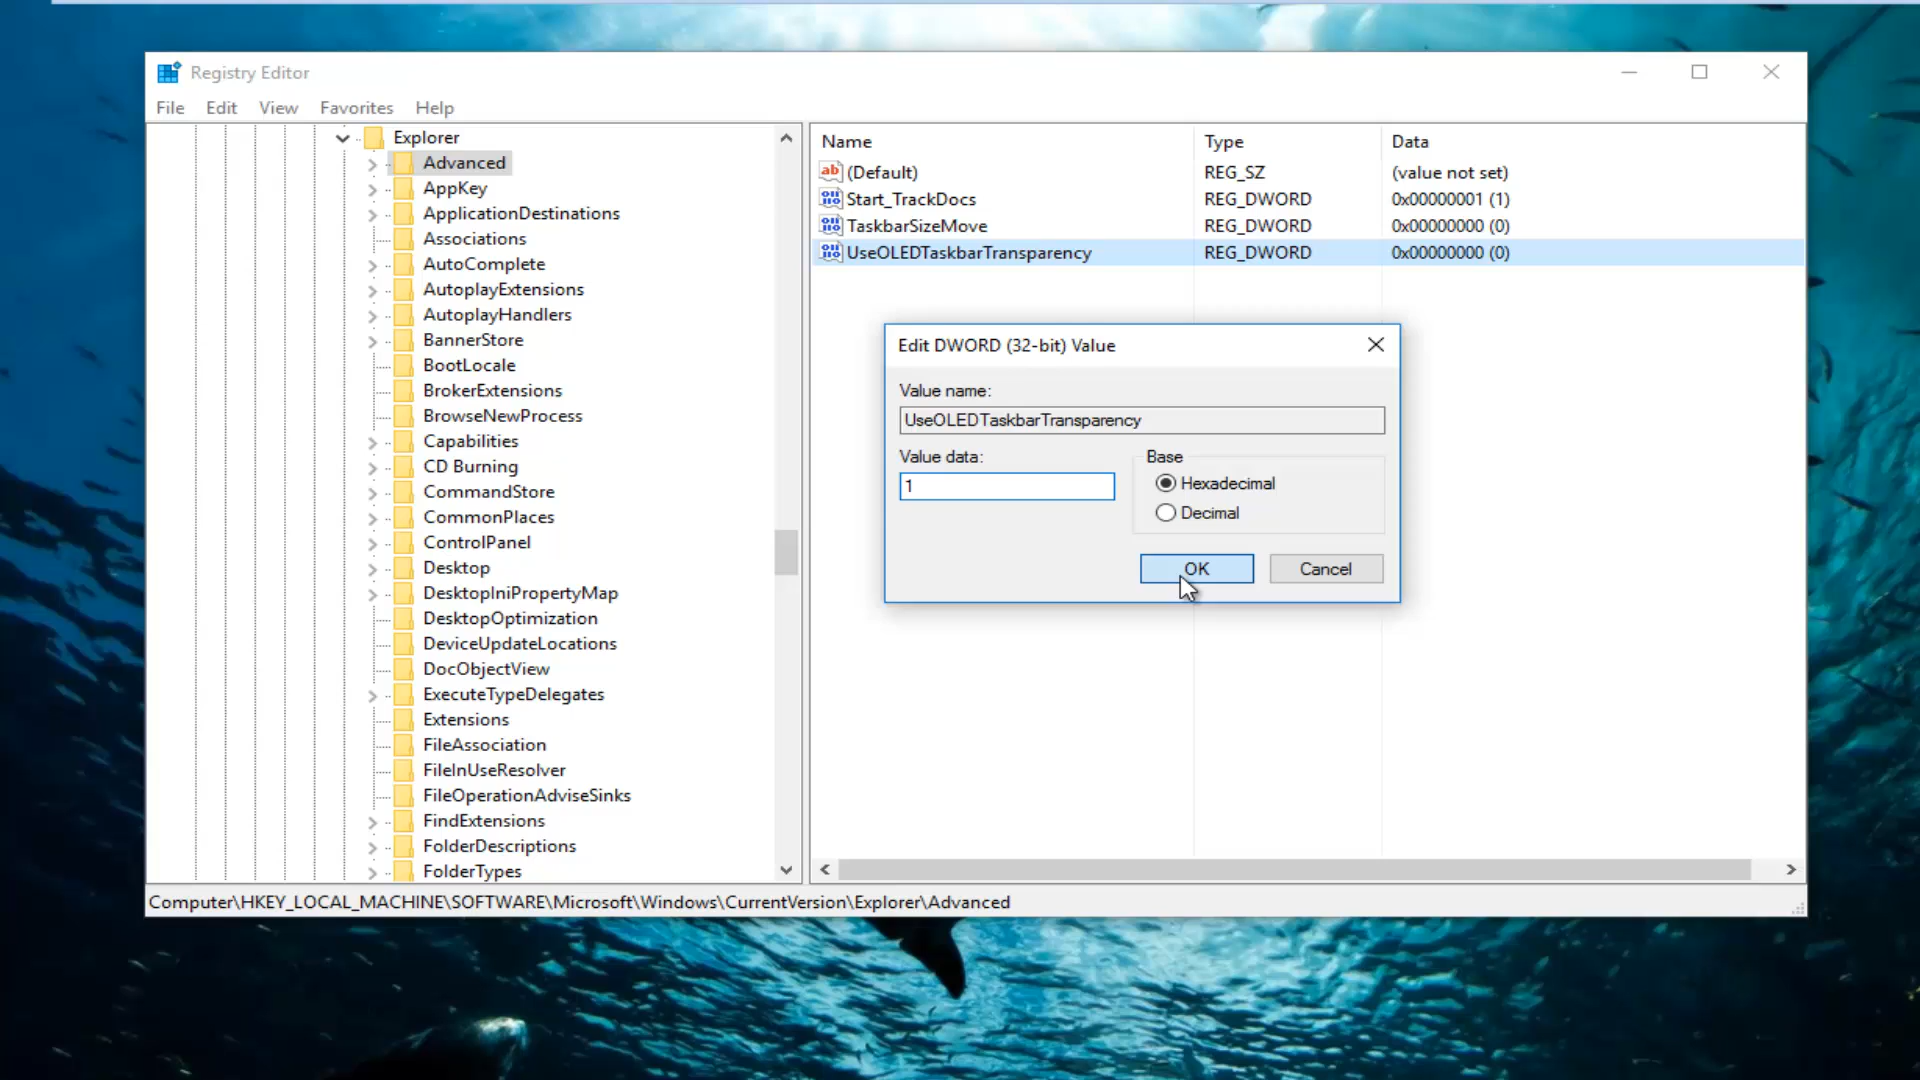 Registry Editor
File Edit View Favorites Help
Explorer
Advanced
AppKey
ApplicationDestinations
Associations
AutoComplete
AutoplayExtensions
AutoplayHandlers
BannerStore
BootLocale
BrokerExtensions
BrowseNewProcess
Capabilities
CD Burning
CommandStore
CommonPlaces
ControlPanel
Desktop
DesktopIniPropertyMap
DesktopOptimization
DeviceUpdateLocations
DocObjectView
ExecuteTypeDelegates
Extensions
FileAssociation
FileInUseResolver
FileOperationAdviseSinks
FindExtensions
FolderDescriptions
FolderTypes
Name Type Data
(Default) REG_SZ (value not set)
Start_TrackDocs REG_DWORD 0x00000001 (1)
TaskbarSizeMove REG_DWORD 0x00000000 (0)
UseOLEDTaskbarTransparency REG_DWORD 0x00000000 (0)
Edit DWORD (32-bit) Value
Value name:
UseOLEDTaskbarTransparency
Value data: Base
1 Hexadecimal
Decimal
OK Cancel
Computer\HKEY_LOCAL_MACHINE\SOFTWARE\Microsoft\Windows\CurrentVersion\Explorer\Advanced